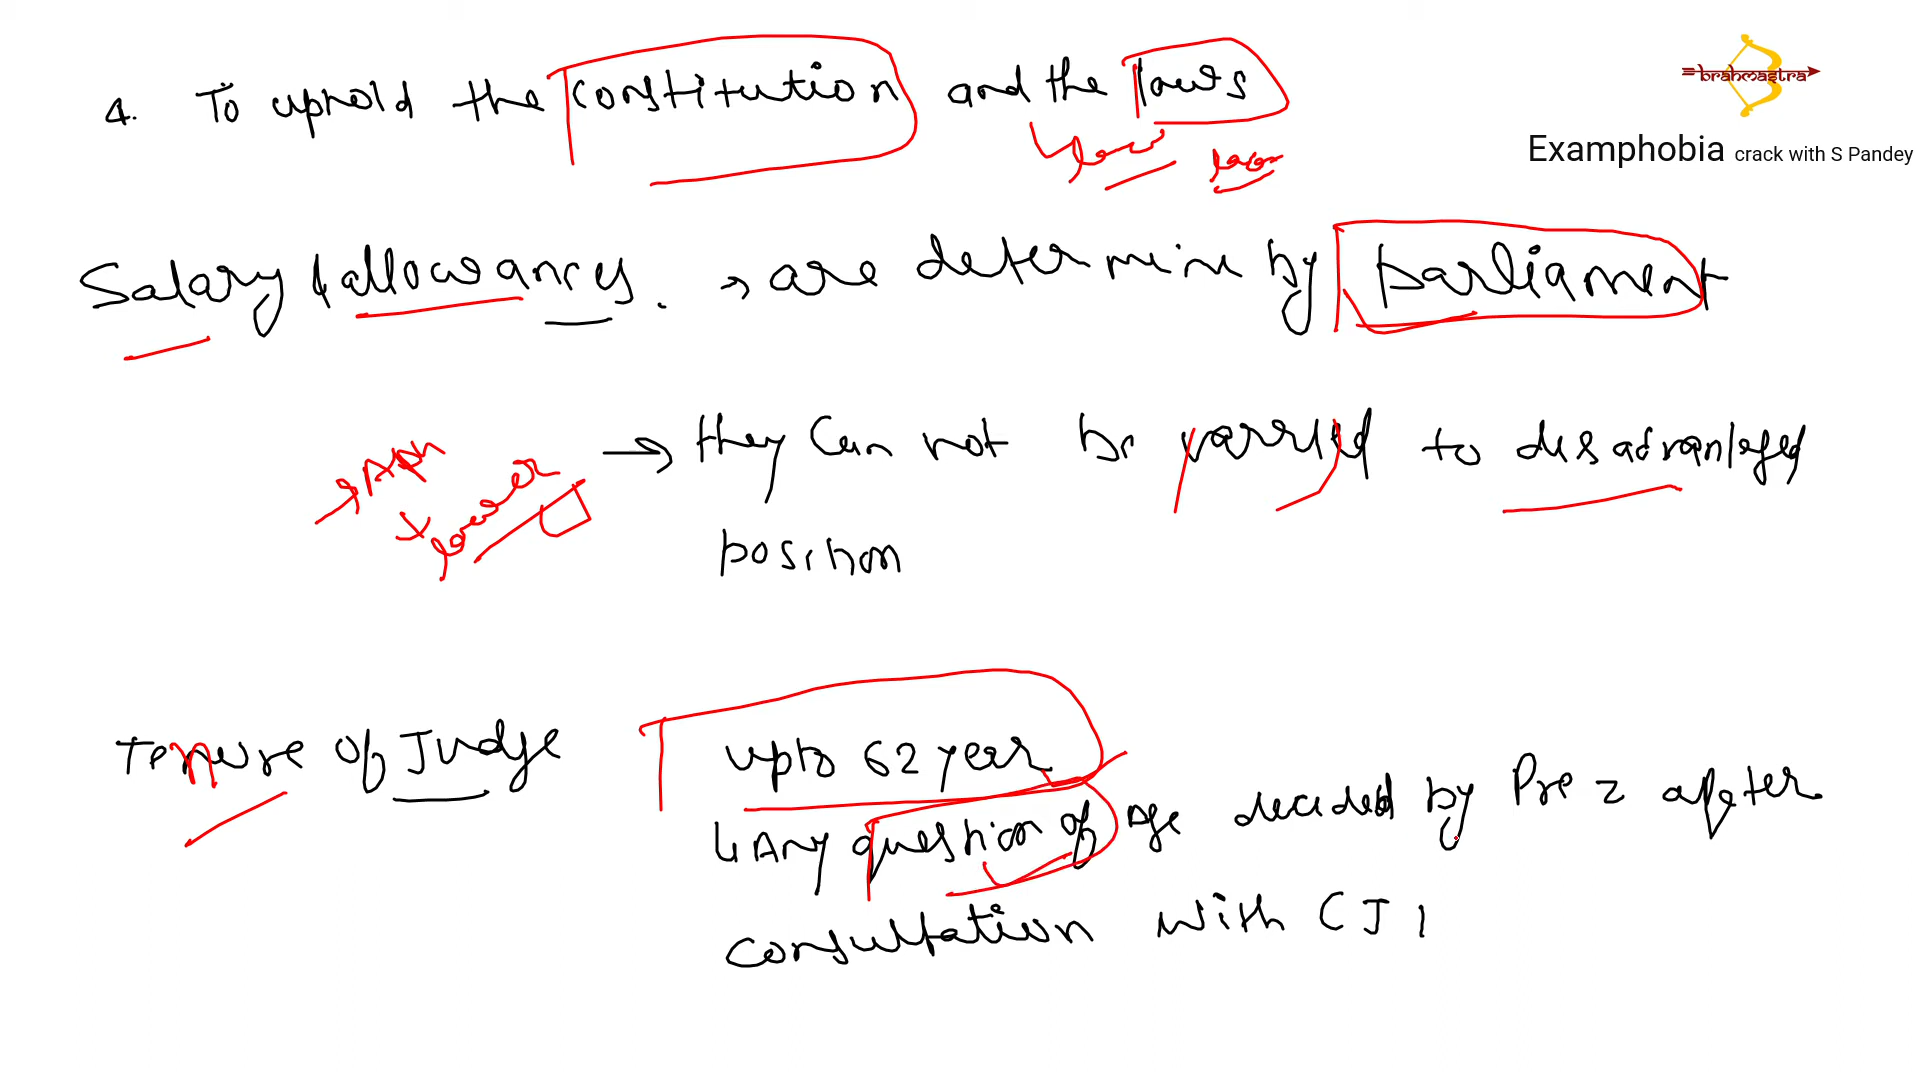 brahmastra
Examphobia crack with S Pandey
4. To uphold the constitution and the laws
Salary & allowances. → are determine by parliament
→ they can not be varried to disadvantaged
position
Tenure of Judge upto 62 year
↳ Any question of Age decided by Prez after
consultation with CJI